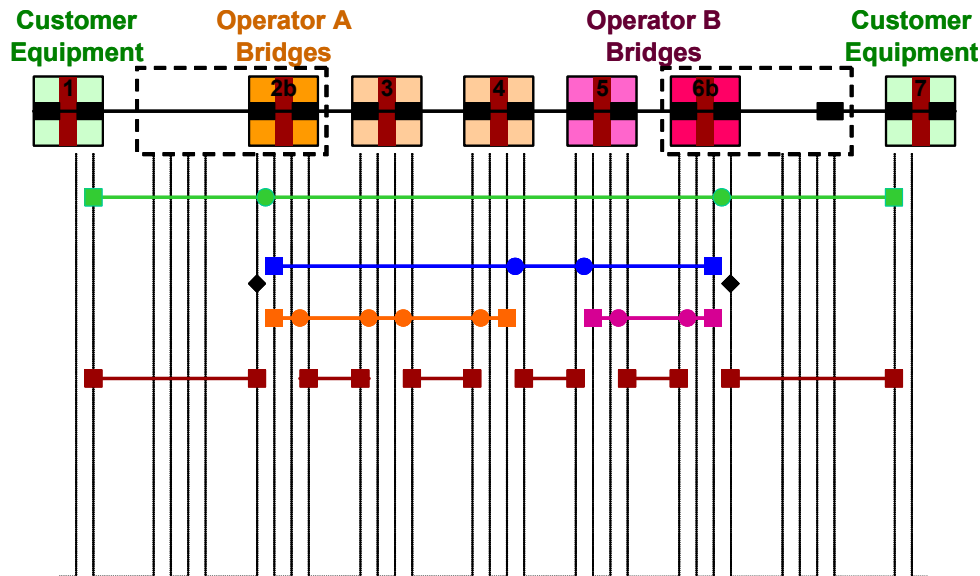 Customer Operator A Operator B Customer
Equipment Bridges Bridges Equipment
1 2b 3 4 5 6b 7